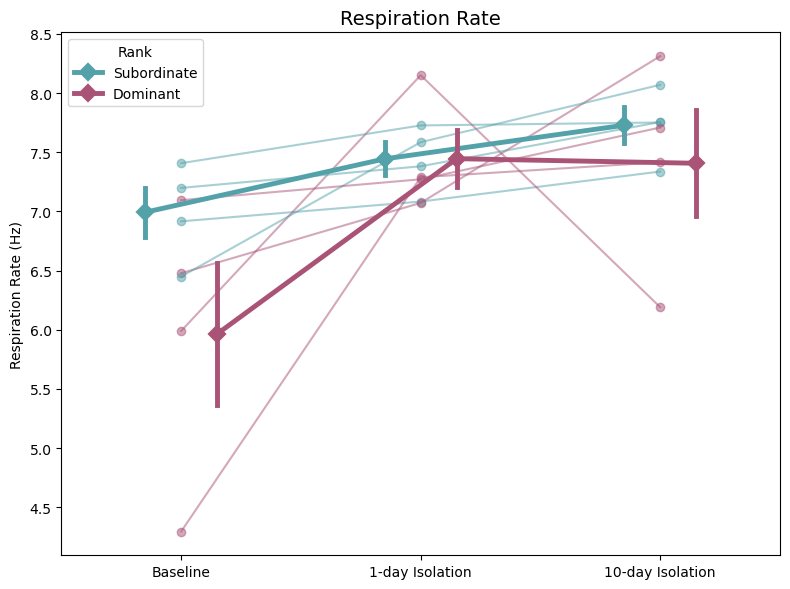 Respiration Rate
Rank
Subordinate
Dominant
Respiration Rate (Hz)
8.5
8.0
7.5
7.0
6.5
6.0
5.5
5.0
4.5
Baseline
1-day Isolation
10-day Isolation